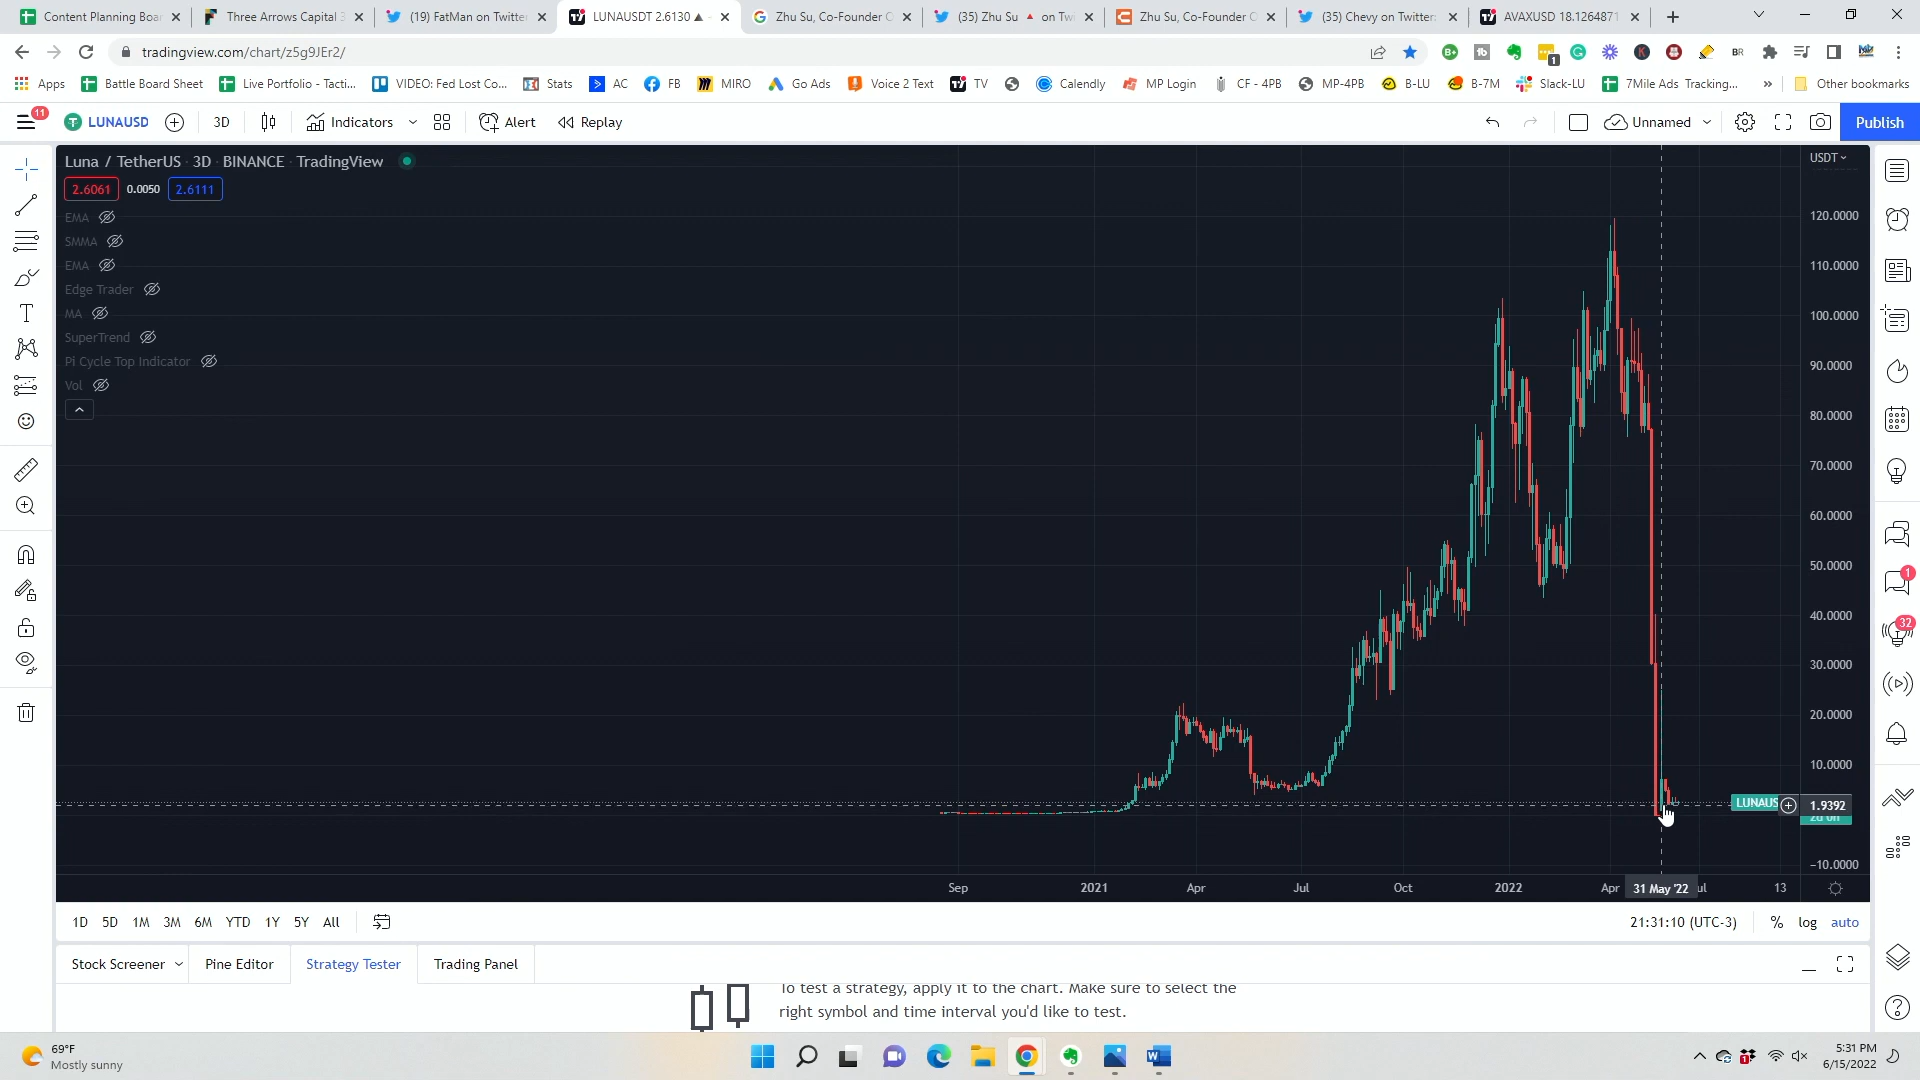 Content Planning Boar
Three Arrows Capital 3
(19) FatMan on Twitter
LUNAUSDT 2.6130 ▲
Zhu Su, Co-Founder C
(35) Zhu Su 🔺 on Tw
Zhu Su, Co-Founder C
(35) Chevy on Twitter:
AVAXUSD 18.1264871
tradingview.com/chart/z5g9JEr2/
Apps
Battle Board Sheet
Live Portfolio - Tacti...
VIDEO: Fed Lost Co...
Stats
AC
FB
MIRO
Go Ads
Voice 2 Text
TV
Calendly
MP Login
CF - 4PB
MP-4PB
B-LU
B-7M
Slack-LU
7Mile Ads Tracking...
»
Other bookmarks
11
LUNAUSD
3D
Indicators
Alert
Replay
Unnamed
Publish
Luna / TetherUS · 3D · BINANCE · TradingView
USDT
2.6061 0.0050 2.6111
EMA
SMMA
EMA
Edge Trader
MA
SuperTrend
Pi Cycle Top Indicator
Vol
120.0000
110.0000
100.0000
90.0000
80.0000
70.0000
60.0000
50.0000
40.0000
30.0000
20.0000
10.0000
LUNAUS
1.9392
-10.0000
Sep 2021 Apr Jul Oct 2022 Apr 31 May '22 ul 13
1
32
1D 5D 1M 3M 6M YTD 1Y 5Y All
21:31:10 (UTC-3) % log auto
Stock Screener
Pine Editor
Strategy Tester
Trading Panel
To test a strategy, apply it to the chart. Make sure to select the
right symbol and time interval you'd like to test.
69°F
Mostly sunny
5:31 PM
6/15/2022